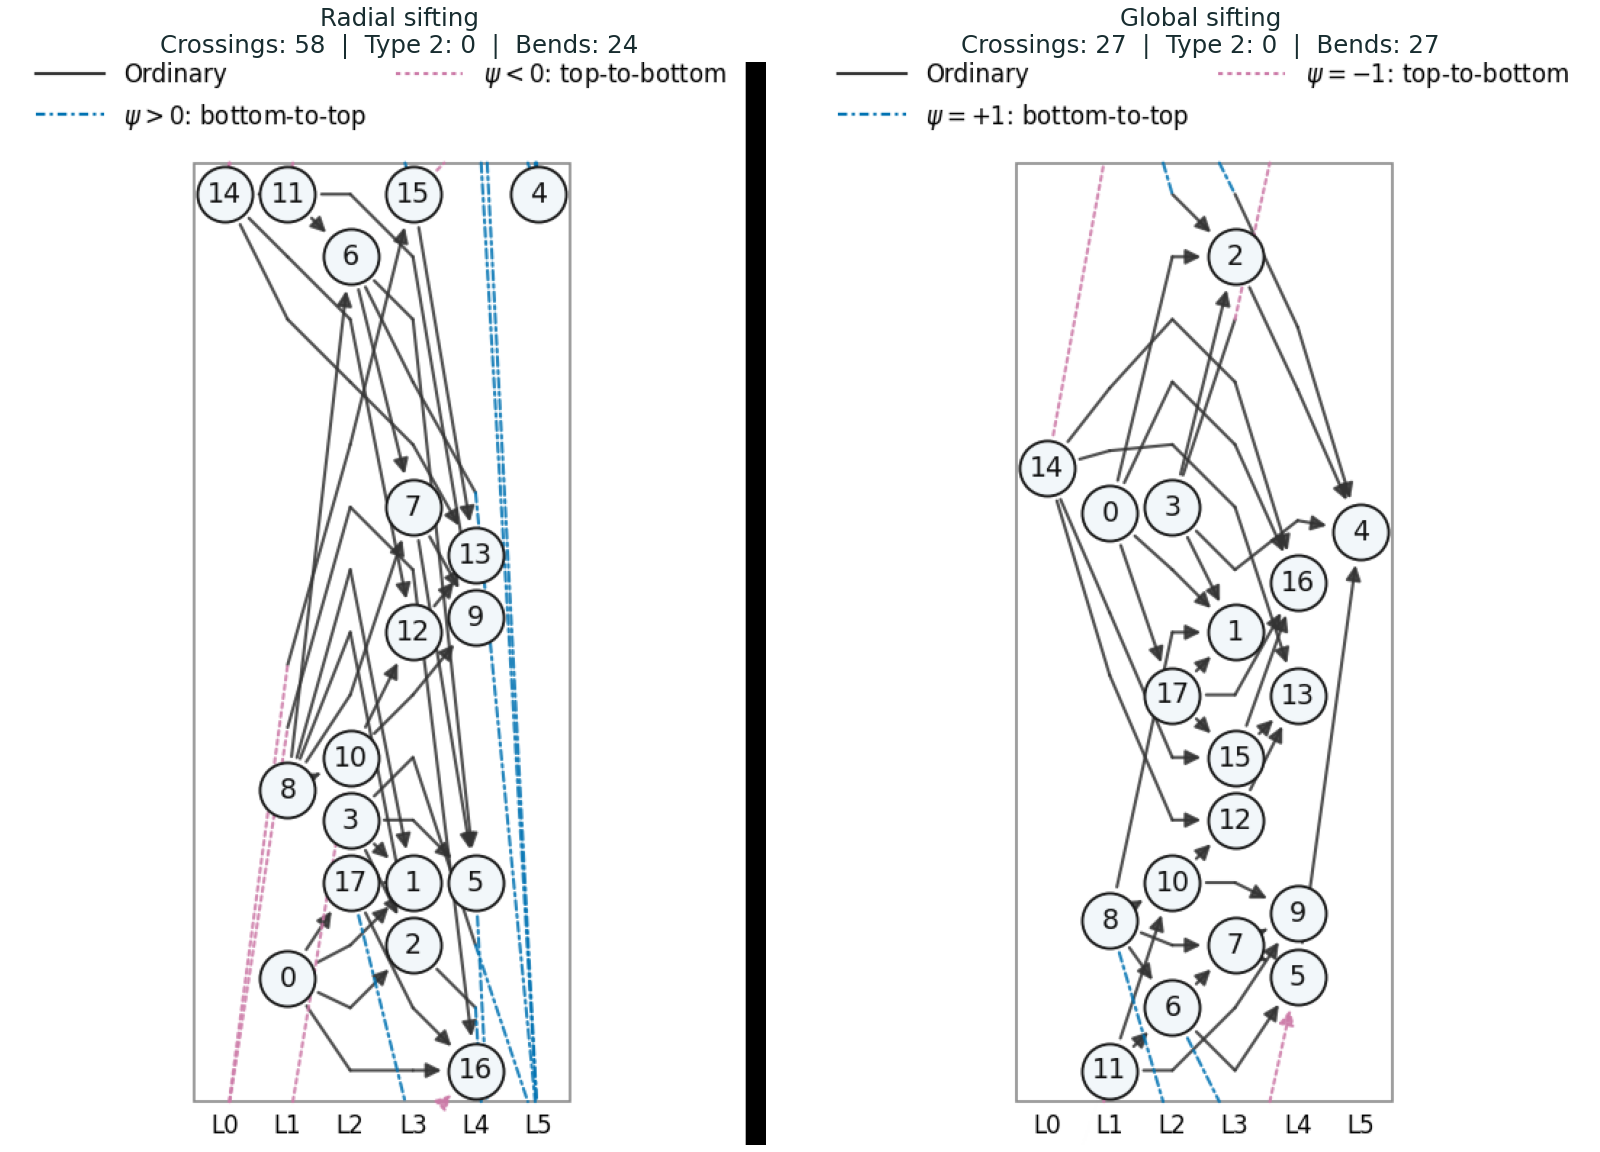 Radial sifting
Crossings: 58 | Type 2: 0 | Bends: 24
Ordinary
ψ < 0: top-to-bottom
ψ > 0: bottom-to-top
14 11 15 4
6
7
13
9
12
10
8
3
17 1 5
2
0
16
L0 L1 L2 L3 L4 L5
Global sifting
Crossings: 27 | Type 2: 0 | Bends: 27
Ordinary
ψ = −1: top-to-bottom
ψ = +1: bottom-to-top
2
14
0 3
4
16
1
17 13
15
12
10
8 9
7
5
6
11
L0 L1 L2 L3 L4 L5